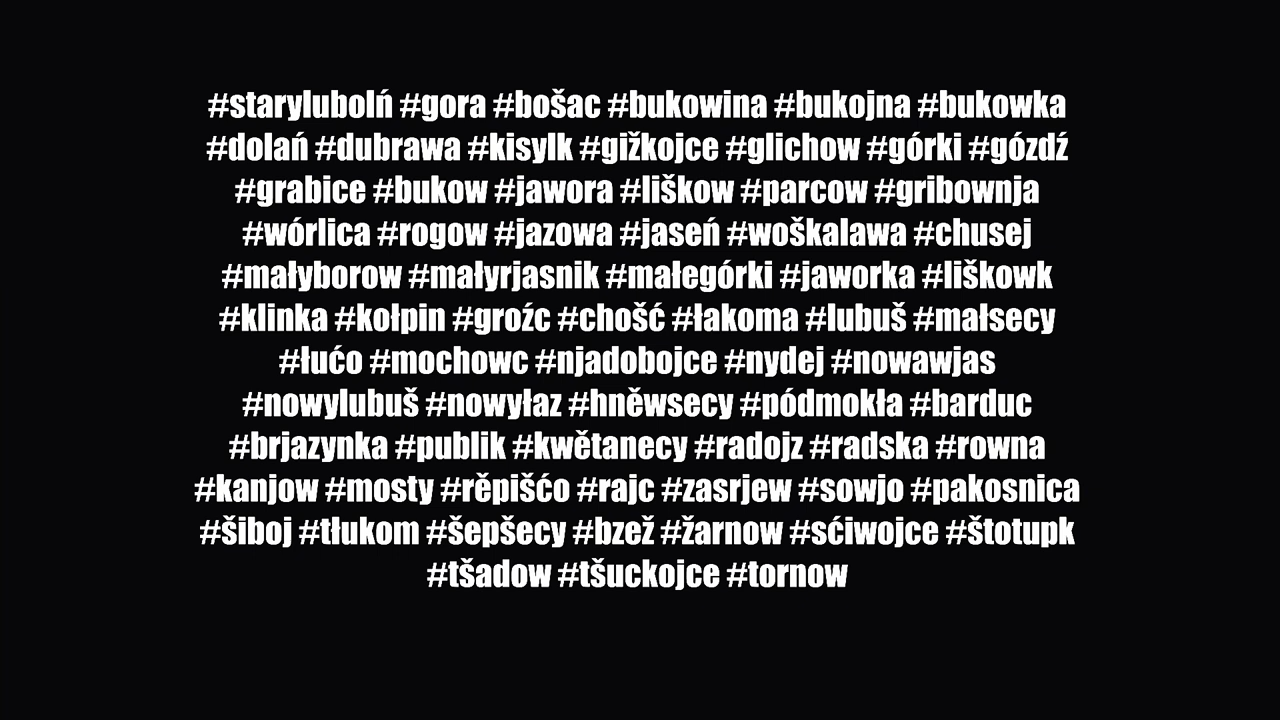 #starylubolń #gora #bošac #bukowina #bukojna #bukowka
#dolań #dubrawa #kisylk #gižkojce #glichow #górki #gózdź
#grabice #bukow #jawora #liškow #parcow #gribownja
#wórlica #rogow #jazowa #jaseń #woškalawa #chusej
#małyborow #małyrjasnik #małegórki #jaworka #liškowk
#klinka #kołpin #groźc #chošć #łakoma #lubuš #małsecy
#łućo #mochowc #njadobojce #nydej #nowawjas
#nowylubuš #nowyłaz #hněwsecy #pódmokła #barduc
#brjazynka #publik #kwětanecy #radojz #radska #rowna
#kanjow #mosty #rěpišćo #rajc #zasrjew #sowjo #pakosnica
#šiboj #tłukom #šepšecy #bzež #žarnow #sćiwojce #štotupk
#tšadow #tšuckojce #tornow